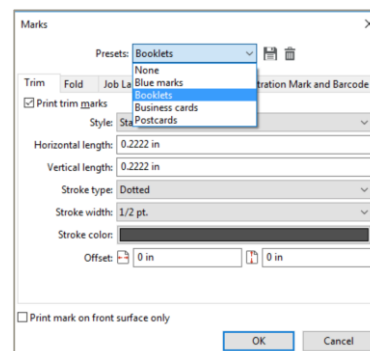 Marks
Presets: Booklets
None
Blue marks
Booklets
Business cards
Postcards
Trim Fold Job La tration Mark and Barcode
Print trim marks
Style: Sta
Horizontal length: 0.2222 in
Vertical length: 0.2222 in
Stroke type: Dotted
Stroke width: 1/2 pt.
Stroke color:
Offset: 0 in 0 in
Print mark on front surface only
OK Cancel